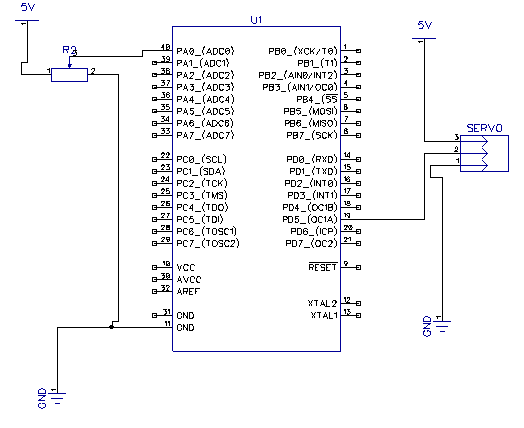 5V
1
R2
1
3
2
U1
40 PA0_(ADC0) PB0_(XCK/T0) 1
39 PA1_(ADC1) PB1_(T1) 2
38 PA2_(ADC2) PB2_(AIN0/INT2) 3
37 PA3_(ADC3) PB3_(AIN1/OC0) 4
36 PA4_(ADC4) PB4_(SS) 5
35 PA5_(ADC5) PB5_(MOSI) 6
34 PA6_(ADC6) PB6_(MISO) 7
33 PA7_(ADC7) PB7_(SCK) 8
22 PC0_(SCL) PD0_(RXD) 14
23 PC1_(SDA) PD1_(TXD) 15
24 PC2_(TCK) PD2_(INT0) 16
25 PC3_(TMS) PD3_(INT1) 17
26 PC4_(TDO) PD4_(OC1B) 18
27 PC5_(TDI) PD5_(OC1A) 19
28 PC6_(TOSC1) PD6_(ICP) 20
29 PC7_(TOSC2) PD7_(OC2) 21
10 VCC RESET 9
30 AVCC
32 AREF XTAL2 12
31 GND XTAL1 13
11 GND
GND 1
5V
1
SERVO
3
2
1
GND 1